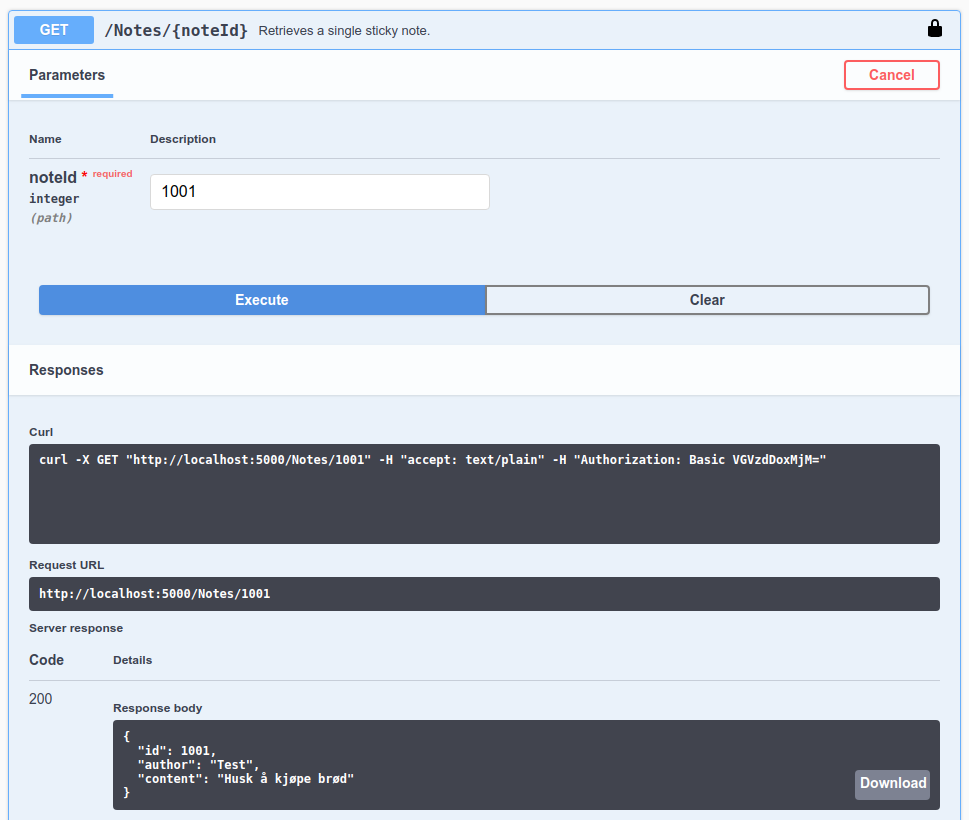 GET /Notes/{noteId} Retrieves a single sticky note.
Parameters Cancel
Name Description
noteId * required 1001
integer
(path)
Execute Clear
Responses
Curl
curl -X GET "http://localhost:5000/Notes/1001" -H "accept: text/plain" -H "Authorization: Basic VGVzdDoxMjM="
Request URL
http://localhost:5000/Notes/1001
Server response
Code Details
200
Response body
{
"id": 1001,
"author": "Test",
"content": "Husk å kjøpe brød"
}
Download